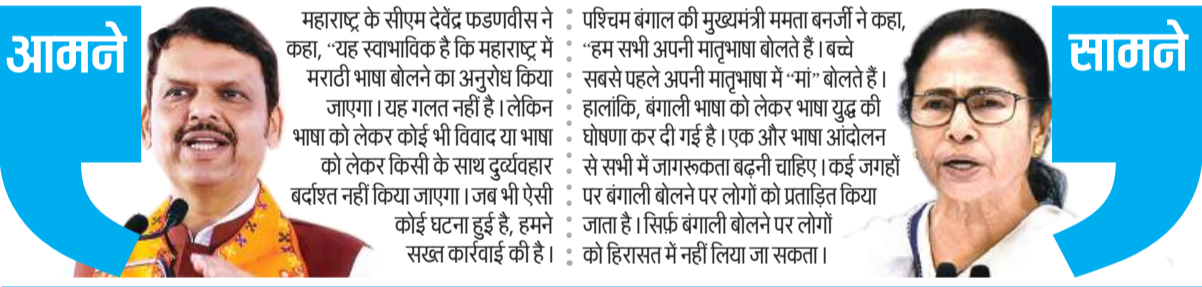 आमने
महाराष्ट्र के सीएम देवेंद्र फडणवीस ने
कहा, “यह स्वाभाविक है कि महाराष्ट्र में
मराठी भाषा बोलने का अनुरोध किया
जाएगा। यह गलत नहीं है। लेकिन
भाषा को लेकर कोई भी विवाद या भाषा
को लेकर किसी के साथ दुर्व्यवहार
बर्दाश्त नहीं किया जाएगा। जब भी ऐसी
कोई घटना हुई है, हमने
सख्त कार्रवाई की है।
पश्चिम बंगाल की मुख्यमंत्री ममता बनर्जी ने कहा,
“हम सभी अपनी मातृभाषा बोलते हैं। बच्चे
सबसे पहले अपनी मातृभाषा में “मां” बोलते हैं।
हालांकि, बंगाली भाषा को लेकर भाषा युद्ध की
घोषणा कर दी गई है। एक और भाषा आंदोलन
से सभी में जागरूकता बढ़नी चाहिए। कई जगहों
पर बंगाली बोलने पर लोगों को प्रताड़ित किया
जाता है। सिर्फ़ बंगाली बोलने पर लोगों
को हिरासत में नहीं लिया जा सकता।
सामने